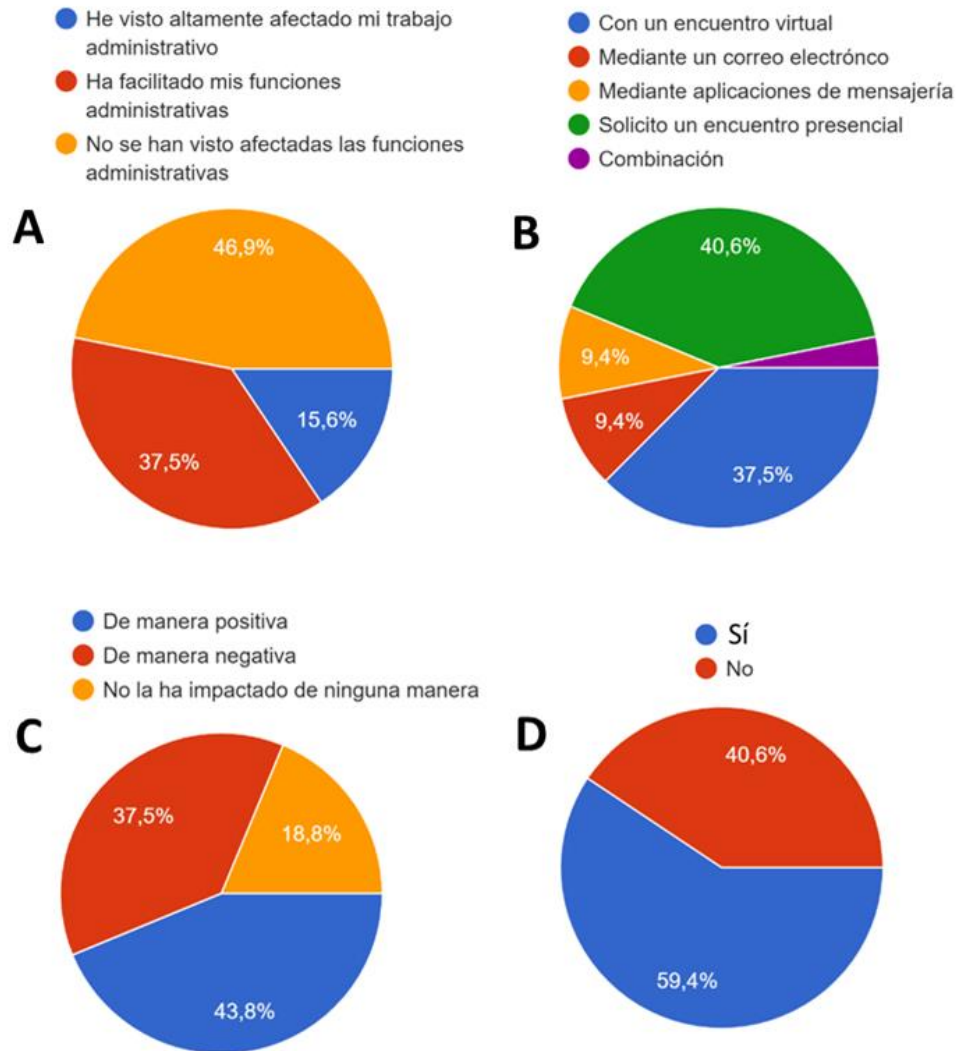 He visto altamente afectado mi trabajo
administrativo
Ha facilitado mis funciones
administrativas
No se han visto afectadas las funciones
administrativas
Con un encuentro virtual
Mediante un correo electrónco
Mediante aplicaciones de mensajería
Solicito un encuentro presencial
Combinación
A
46,9%
15,6%
37,5%
B
40,6%
9,4%
9,4%
37,5%
De manera positiva
De manera negativa
No la ha impactado de ninguna manera
Sí
No
C
37,5%
18,8%
43,8%
D
40,6%
59,4%